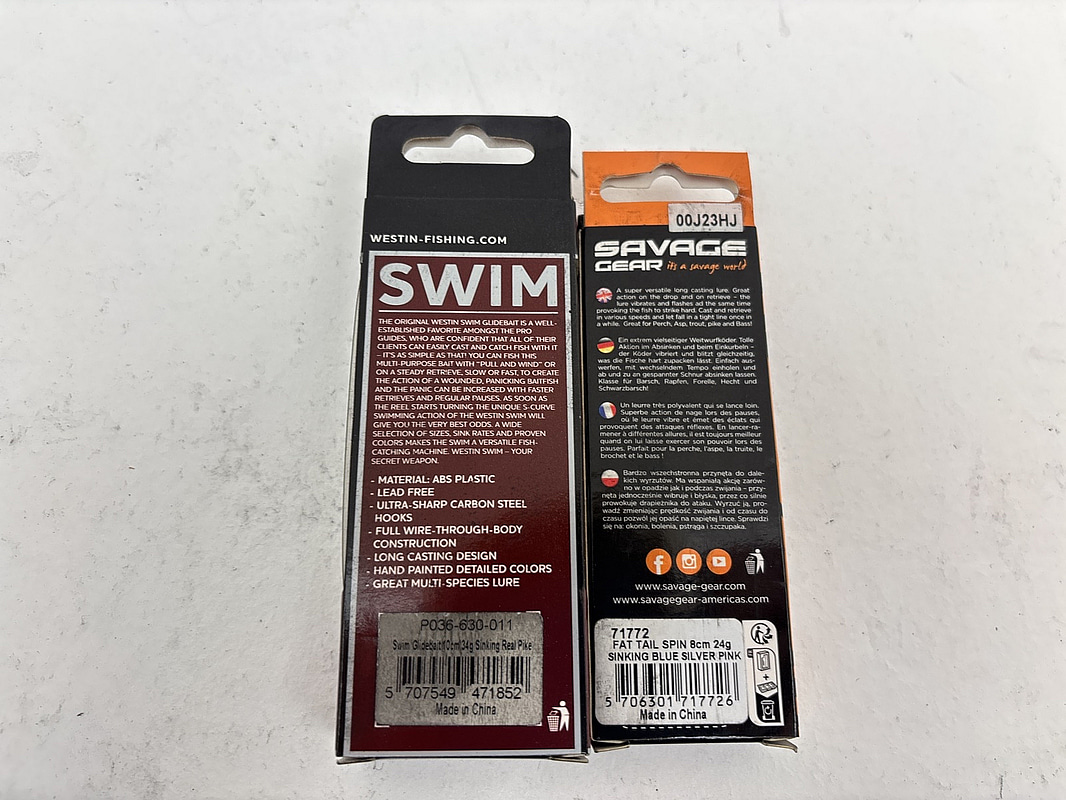 WESTIN-FISHING.COM
SWIM
THE ORIGINAL WESTIN SWIM GLIDEBAIT IS A WELL-
ESTABLISHED FAVORITE AMONGST THE PRO
GUIDES, WHO ARE CONFIDENT THAT ALL OF THEIR
CLIENTS CAN EASILY CAST AND CATCH FISH WITH IT
– IT'S AS SIMPLE AS THAT! YOU CAN FISH THIS
MULTI-PURPOSE BAIT WITH "PULL AND WIND" OR
ON A STEADY RETRIEVE, SLOW OR FAST, TO CREATE
THE ACTION OF A WOUNDED, PANICKING BAITFISH
AND THE PANIC CAN BE INCREASED WITH FASTER
RETRIEVES AND REGULAR PAUSES. AS SOON AS
THE REEL STARTS TURNING THE UNIQUE S-CURVE
SWIMMING ACTION OF THE WESTIN SWIM WILL
GIVE YOU THE VERY BEST ODDS. A WIDE
SELECTION OF SIZES, SINK RATES AND PROVEN
COLORS MAKES THE SWIM A VERSATILE FISH-
CATCHING MACHINE. WESTIN SWIM – YOUR
SECRET WEAPON.
- MATERIAL: ABS PLASTIC
- LEAD FREE
- ULTRA-SHARP CARBON STEEL
HOOKS
- FULL WIRE-THROUGH-BODY
CONSTRUCTION
- LONG CASTING DESIGN
- HAND PAINTED DETAILED COLORS
- GREAT MULTI-SPECIES LURE
P036-630-011
Swim Glidebait 10cm 34g Sinking Real Pike
5 707549 471852
Made in China
00J23HJ
SAVAGE
GEAR it's a savage world
A super versatile long casting lure. Great
action on the drop and on retrieve – the
lure vibrates and flashes ad the same time
provoking the fish to strike hard. Cast and retrieve
in various speeds and let fall in a tight line once in
a while. Great for Perch, Asp, trout, pike and Bass!
Ein extrem vielseitiger Weitwurfköder. Tolle
Aktion im Absinken und beim Einkurbeln -
der Köder vibriert und blitzt gleichzeitig,
was die Fische hart zupacken lässt. Einfach aus-
werfen, mit wechselndem Tempo einholen und
ab und zu an gespannter Schnur absinken lassen.
Klasse für Barsch, Rapfen, Forelle, Hecht und
Schwarzbarsch!
Un leurre très polyvalent qui se lance loin.
Superbe action de nage lors des pauses,
où le leurre vibre et émet des éclats qui
provoquent des attaques réflexes. En lancer-ra-
mener à différentes allures, il est toujours meilleur
quand on lui laisse exercer son pouvoir lors des
pauses. Parfait pour la perche, l'aspe, la truite, le
brochet et le bass !
Bardzo wszechstronna przynęta do dale-
kich wyrzutów. Ma wspaniałą akcję zarów-
no w opadzie jak i podczas zwijania – przy-
nęta jednocześnie wibruje i błyska, przez co silnie
prowokuje drapieżnika do ataku. Wyrzuć ją, pro-
wadź zmieniając prędkość zwijania i od czasu do
czasu pozwól jej opaść na napiętej lince. Sprawdzi
się na: okonia, bolenia, pstrąga i szczupaka.
www.savage-gear.com
www.savagegear-americas.com
71772
FAT TAIL SPIN 8cm 24g
SINKING BLUE SILVER PINK
5 706301 717726
Made in China